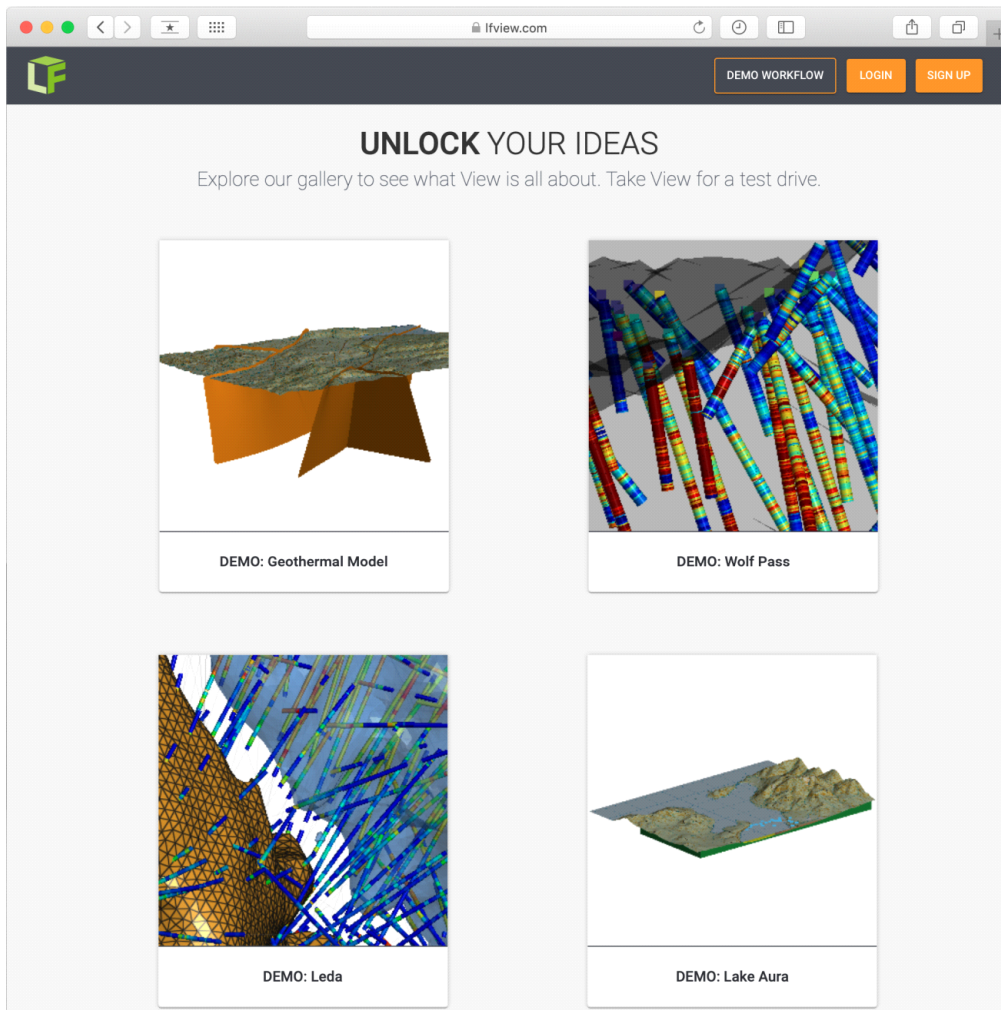 lfview.com
LF
DEMO WORKFLOW
LOGIN
SIGN UP
UNLOCK YOUR IDEAS
Explore our gallery to see what View is all about. Take View for a test drive.
DEMO: Geothermal Model
DEMO: Wolf Pass
DEMO: Leda
DEMO: Lake Aura